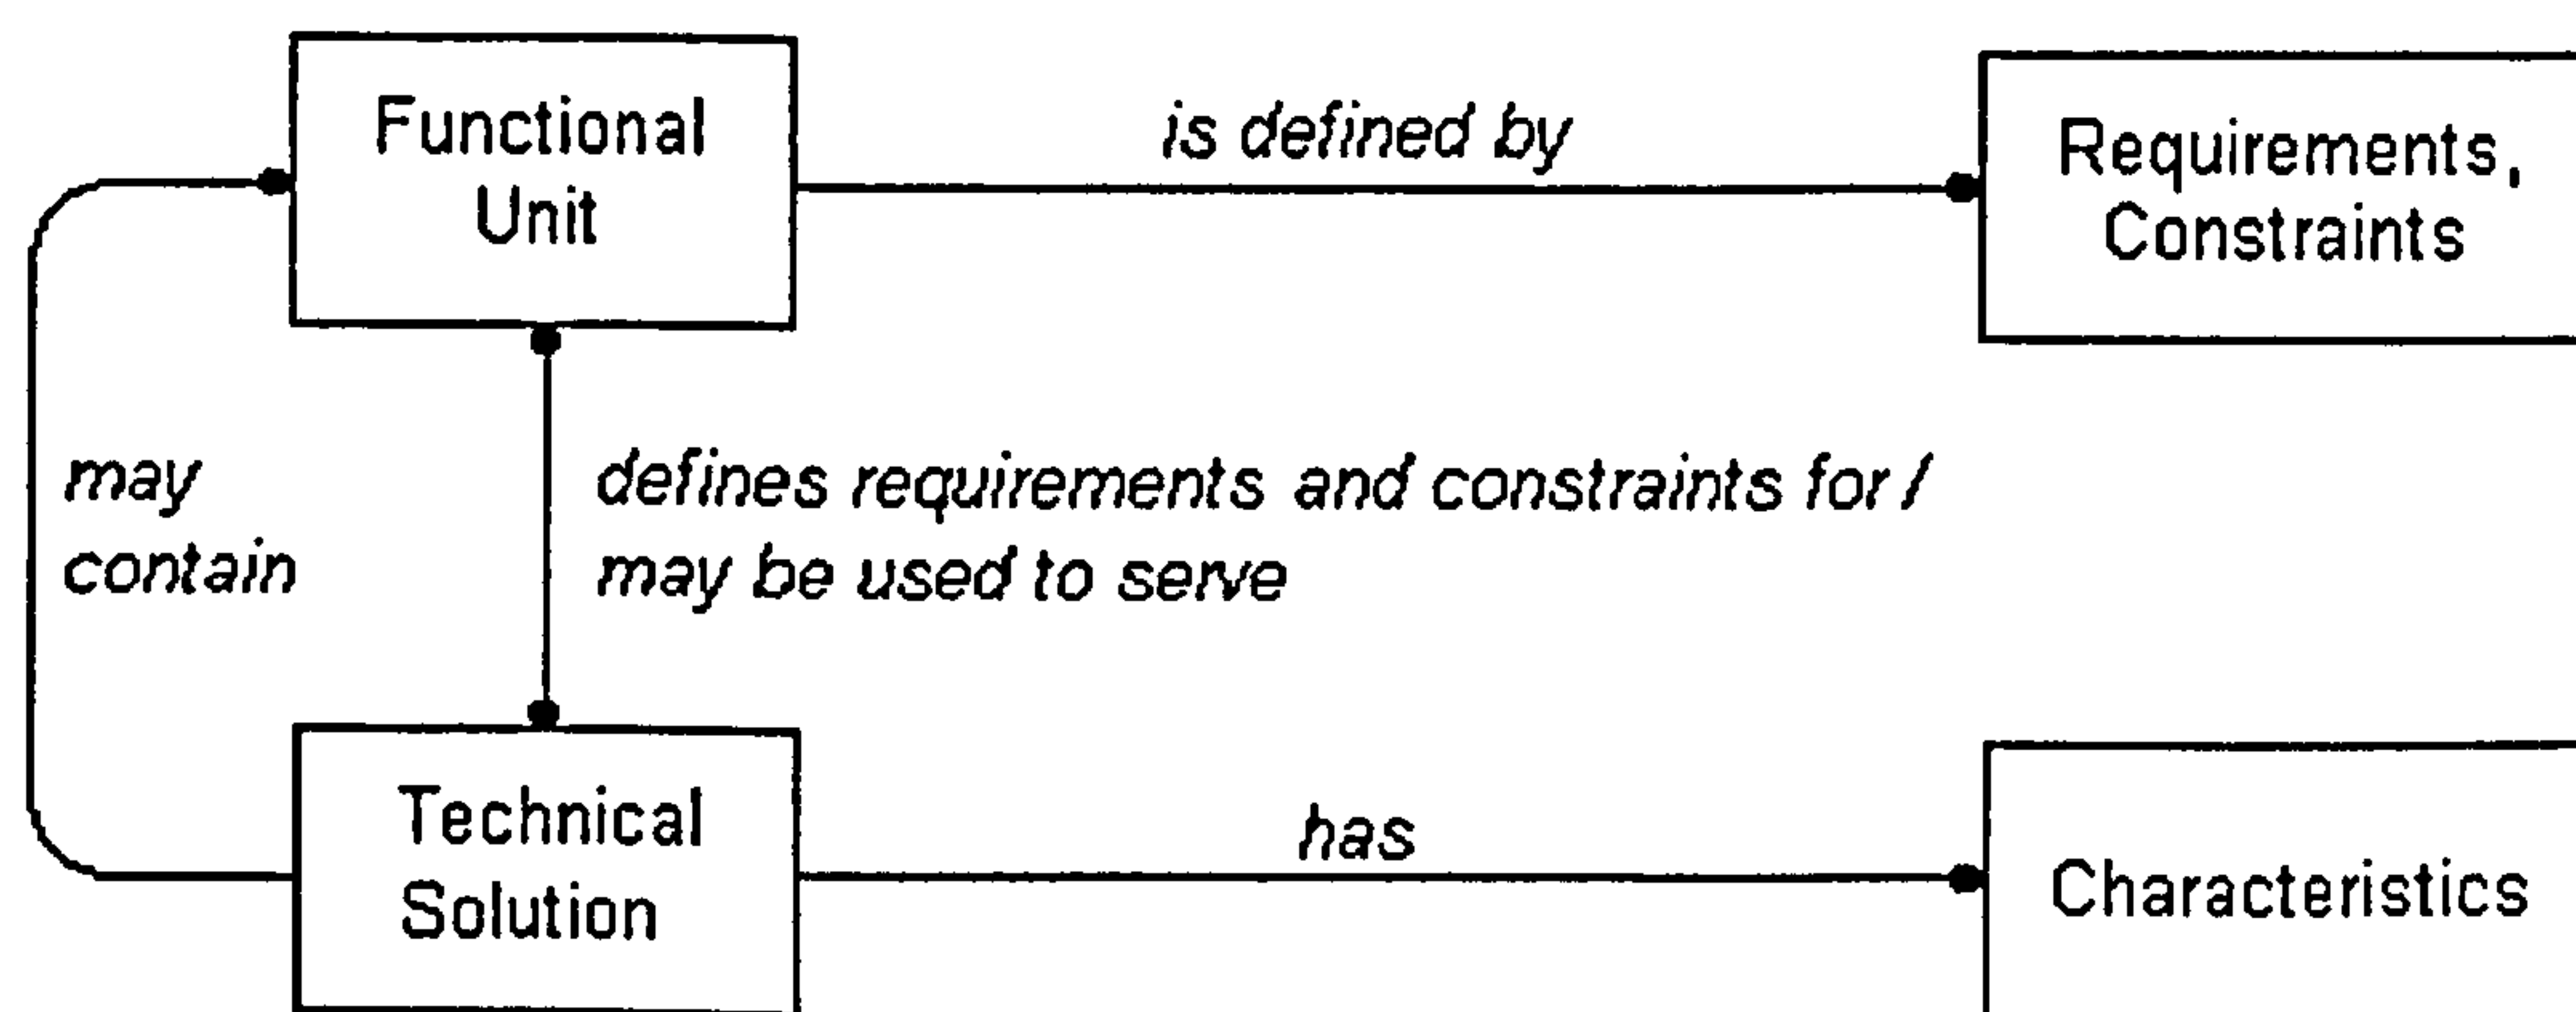 Functional
Unit
is defined by
Requirements,
Constraints
may
contain
defines requirements and constraints for /
may be used to serve
Technical
Solution
has
Characteristics